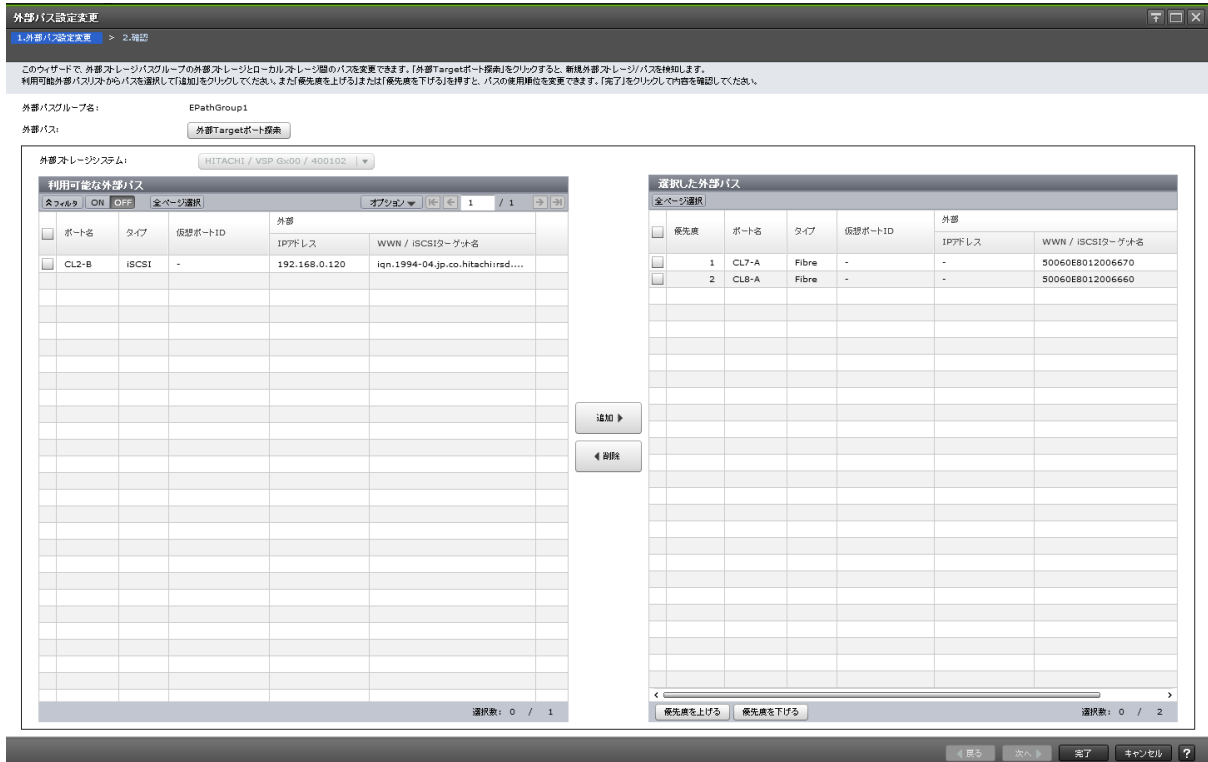 外部パス設定変更
1.外部パス設定変更 > 2.確認
このウィザードで、外部ストレージパスグループの外部ストレージとローカルストレージ間のパスを変更できます。「外部Targetポート探索」をクリックすると、新規外部ストレージ/パスを検知します。
利用可能外部パスリストからパスを選択して「追加」をクリックしてください。また「優先度を上げる」または「優先度を下げる」を押すと、パスの使用順位を変更できます。「完了」をクリックして内容を確認してください。
外部パスグループ名: EPathGroup1
外部パス: 外部Targetポート探索
外部ストレージシステム: HITACHI / VSP Gx00 / 400102
利用可能な外部パス
フィルタ ON OFF 全ページ選択 オプション 1 / 1
ポート名 タイプ 仮想ポートID 外部
IPアドレス WWN / iSCSIターゲット名
CL2-B iSCSI - 192.168.0.120 iqn.1994-04.jp.co.hitachi:rsd....
選択数: 0 / 1
追加
削除
選択した外部パス
全ページ選択
優先度 ポート名 タイプ 仮想ポートID 外部
IPアドレス WWN / iSCSIターゲット名
1 CL7-A Fibre - - 50060E8012006670
2 CL8-A Fibre - - 50060E8012006660
優先度を上げる 優先度を下げる 選択数: 0 / 2
戻る 次へ 完了 キャンセル ?